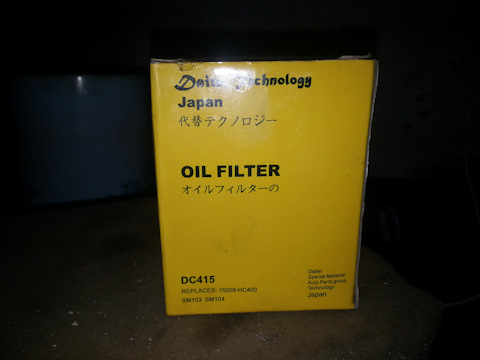 Technology
Japan
代替テクノロジー
OIL FILTER
オイルフィルターの
DC415
REPLACES: 15208-HC400
SM103 SM104
Daitai
Special Material
Auto Parts group
Technology
Japan